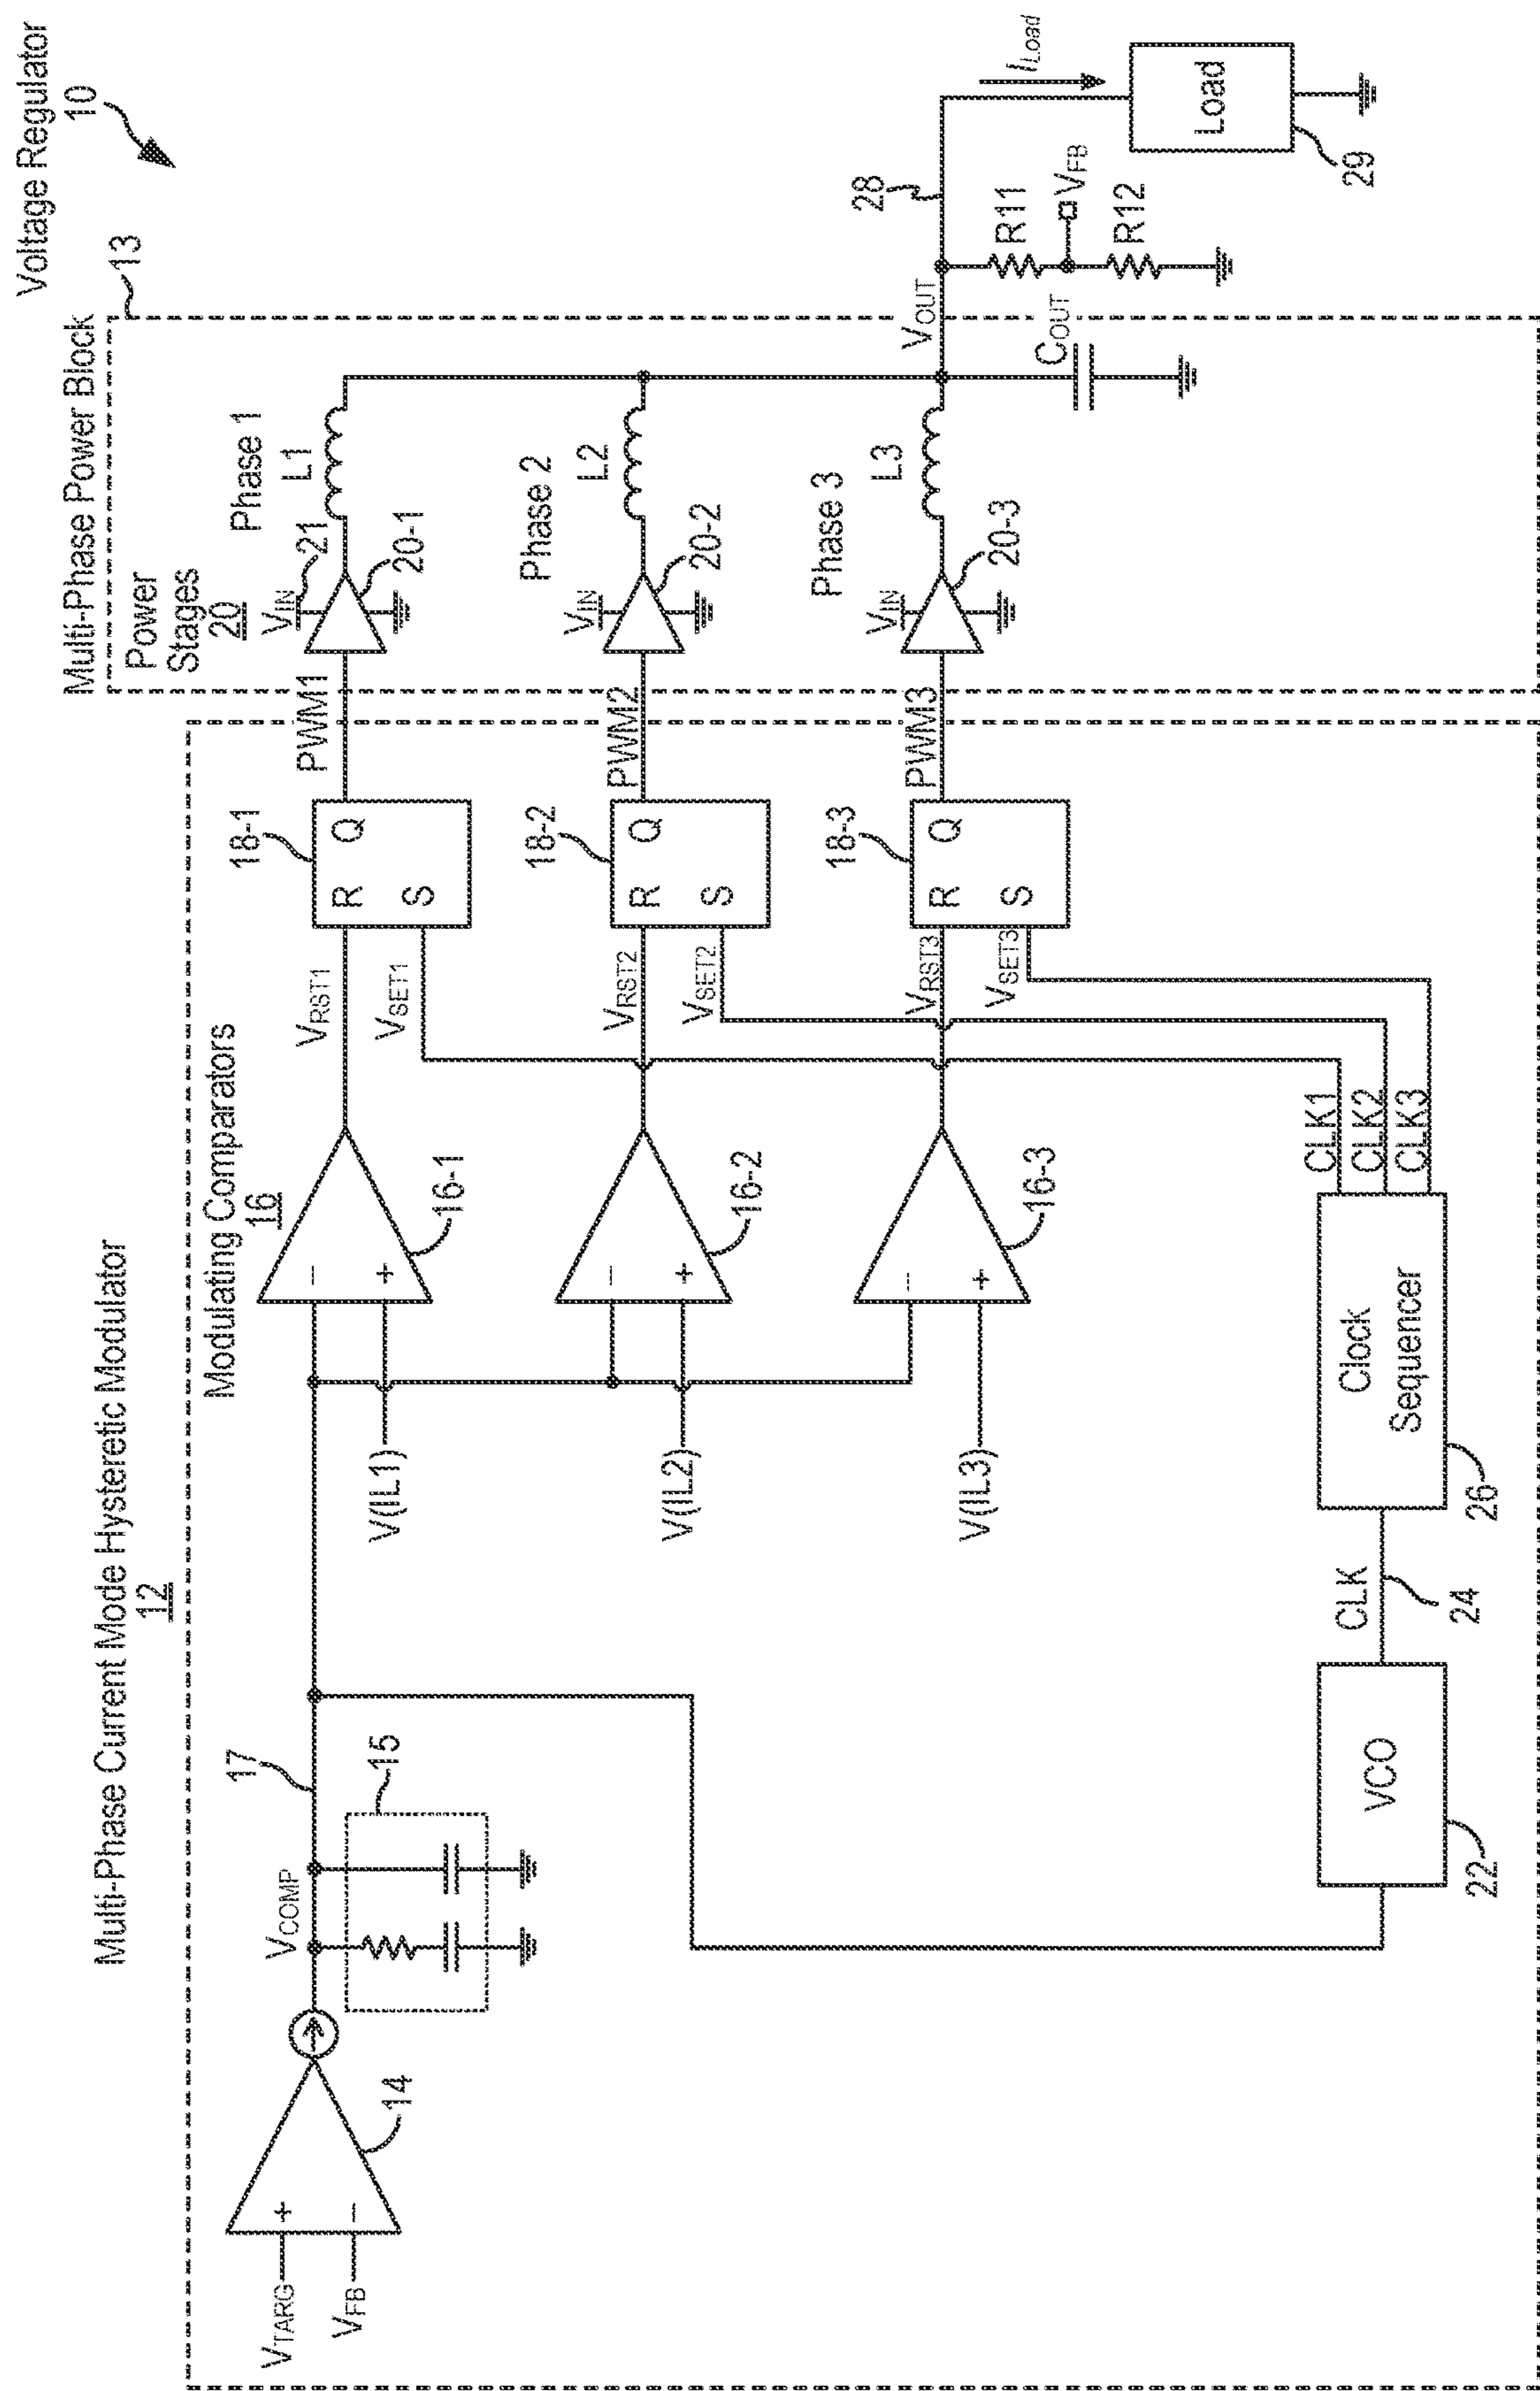 Voltage Regulator
10
Multi-Phase Power Block
13
Multi-Phase Current Mode Hysteretic Modulator
12
Power
Stages
20
Modulating Comparators
16
VTARG
VFB
+
−
14
VCOMP
17
15
−
+
16-1
V(IL1)
VRST1
VSET1
18-1
R
S
Q
PWM1
VIN
21
20-1
Phase 1
L1
−
+
16-2
V(IL2)
VRST2
VSET2
18-2
R
S
Q
PWM2
VIN
20-2
Phase 2
L2
−
+
16-3
V(IL3)
VRST3
VSET3
18-3
R
S
Q
PWM3
VIN
20-3
Phase 3
L3
VOUT
COUT
28
R11
VFB
R12
ILoad
Load
29
VCO
22
CLK
24
Clock
Sequencer
26
CLK1
CLK2
CLK3